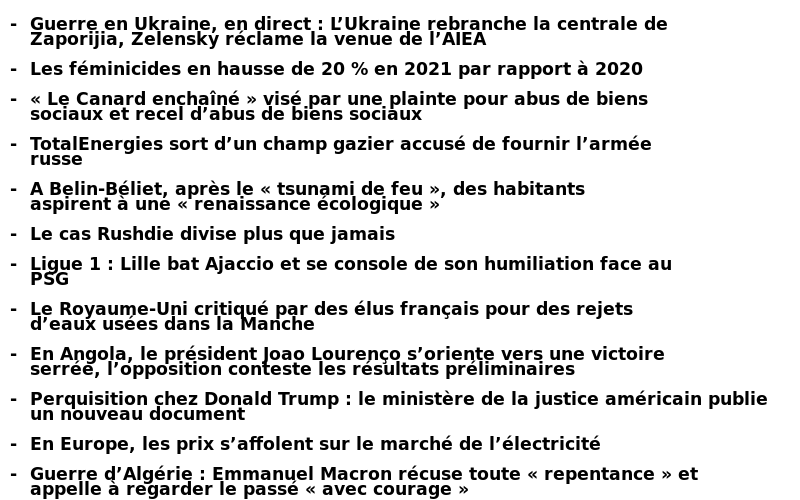 - Guerre en Ukraine, en direct : L’Ukraine rebranche la centrale de
Zaporijia, Zelensky réclame la venue de l’AIEA
- Les féminicides en hausse de 20 % en 2021 par rapport à 2020
- « Le Canard enchaîné » visé par une plainte pour abus de biens
sociaux et recel d’abus de biens sociaux
- TotalEnergies sort d’un champ gazier accusé de fournir l’armée
russe
- A Belin-Béliet, après le « tsunami de feu », des habitants
aspirent à une « renaissance écologique »
- Le cas Rushdie divise plus que jamais
- Ligue 1 : Lille bat Ajaccio et se console de son humiliation face au
PSG
- Le Royaume-Uni critiqué par des élus français pour des rejets
d’eaux usées dans la Manche
- En Angola, le président Joao Lourenço s’oriente vers une victoire
serrée, l’opposition conteste les résultats préliminaires
- Perquisition chez Donald Trump : le ministère de la justice américain publie
un nouveau document
- En Europe, les prix s’affolent sur le marché de l’électricité
- Guerre d’Algérie : Emmanuel Macron récuse toute « repentance » et
appelle à regarder le passé « avec courage »